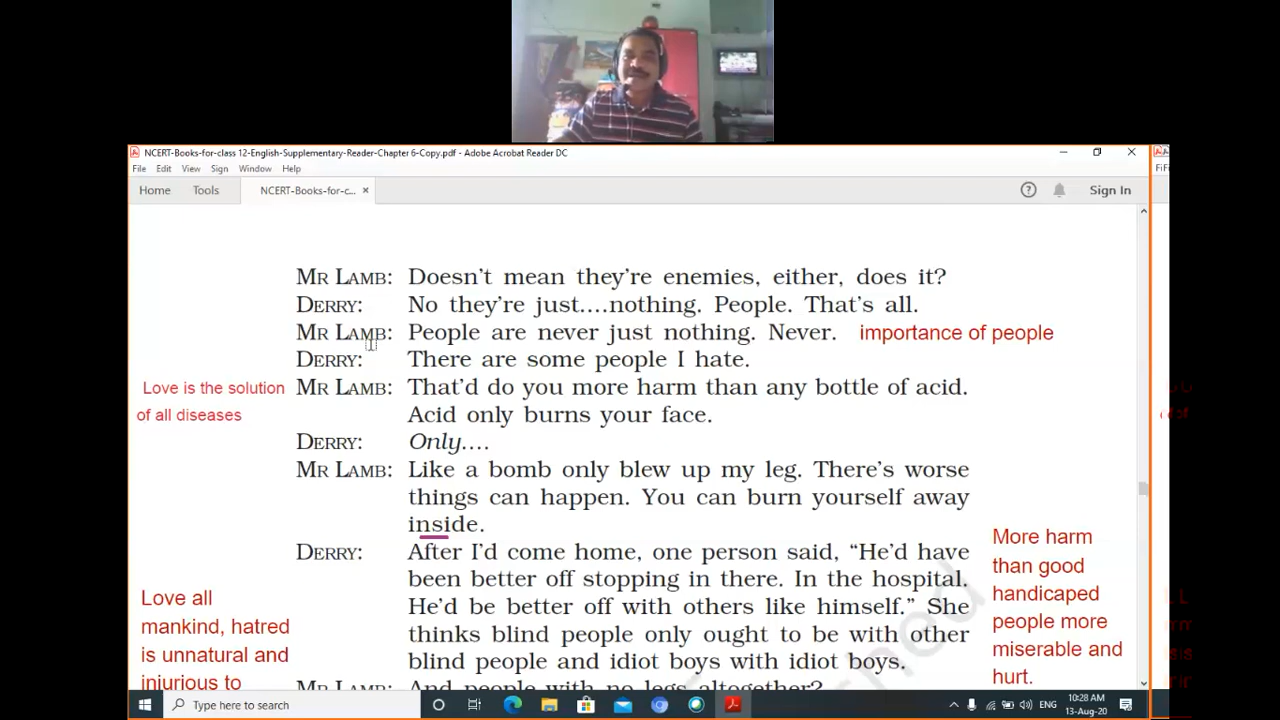 NCERT-Books-for-class 12-English-Supplementary-Reader-Chapter 6-Copy.pdf - Adobe Acrobat Reader DC
File Edit View Sign Window Help
Home Tools NCERT-Books-for-c... × Sign In
MR LAMB: Doesn't mean they're enemies, either, does it?
DERRY: No they're just....nothing. People. That's all.
MR LAMB: People are never just nothing. Never. importance of people
DERRY: There are some people I hate.
Love is the solution
of all diseases
MR LAMB: That'd do you more harm than any bottle of acid.
Acid only burns your face.
DERRY: Only....
MR LAMB: Like a bomb only blew up my leg. There's worse
things can happen. You can burn yourself away
inside.
DERRY: After I'd come home, one person said, "He'd have
been better off stopping in there. In the hospital.
He'd be better off with others like himself." She
thinks blind people only ought to be with other
blind people and idiot boys with idiot boys.
MR LAMB: And people with no legs altogether?
Love all
mankind, hatred
is unnatural and
injurious to
More harm
than good
handicaped
people more
miserable and
hurt.
Type here to search
ENG
10:28 AM
13-Aug-20